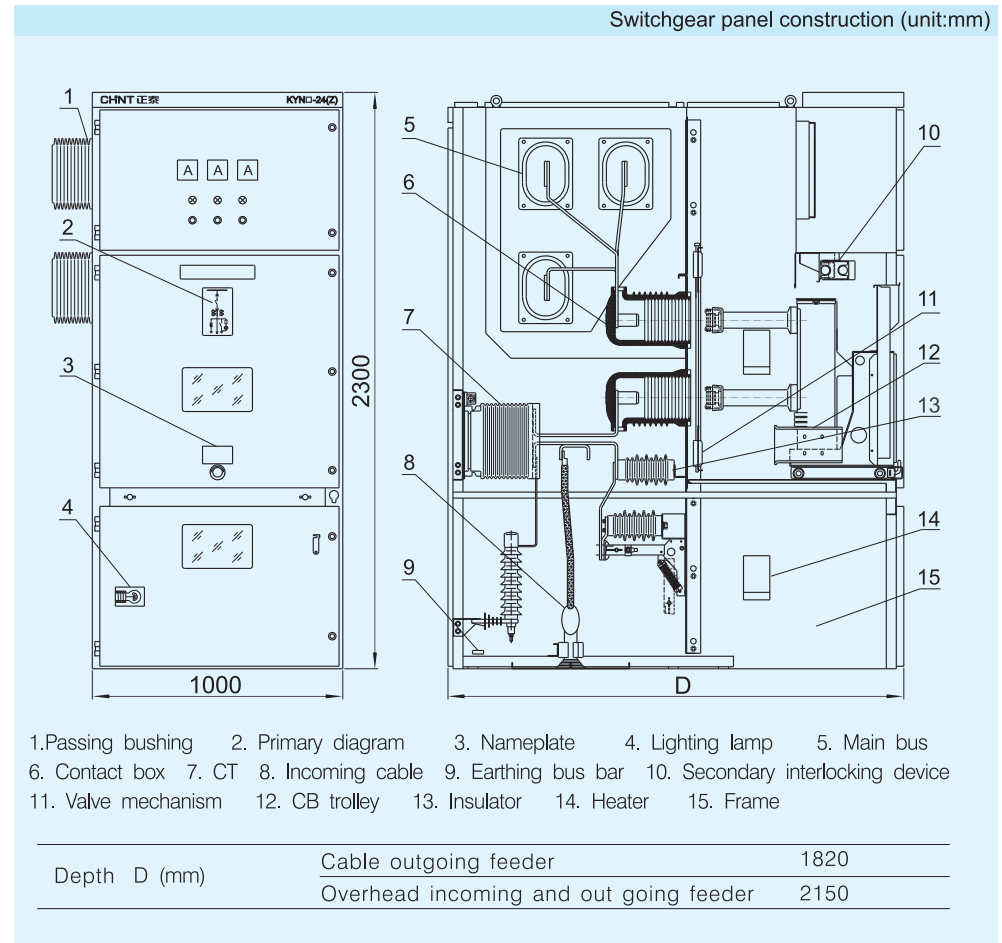 Switchgear panel construction (unit:mm)
CHNT 正泰 KYN□-24(Z)
A A A
1
2
3
4
5
6
7
8
9
10
11
12
13
14
15
2300
1000
D
1.Passing bushing 2. Primary diagram 3. Nameplate 4. Lighting lamp 5. Main bus
6. Contact box 7. CT 8. Incoming cable 9. Earthing bus bar 10. Secondary interlocking device
11. Valve mechanism 12. CB trolley 13. Insulator 14. Heater 15. Frame
Depth D (mm)
Cable outgoing feeder 1820
Overhead incoming and out going feeder 2150